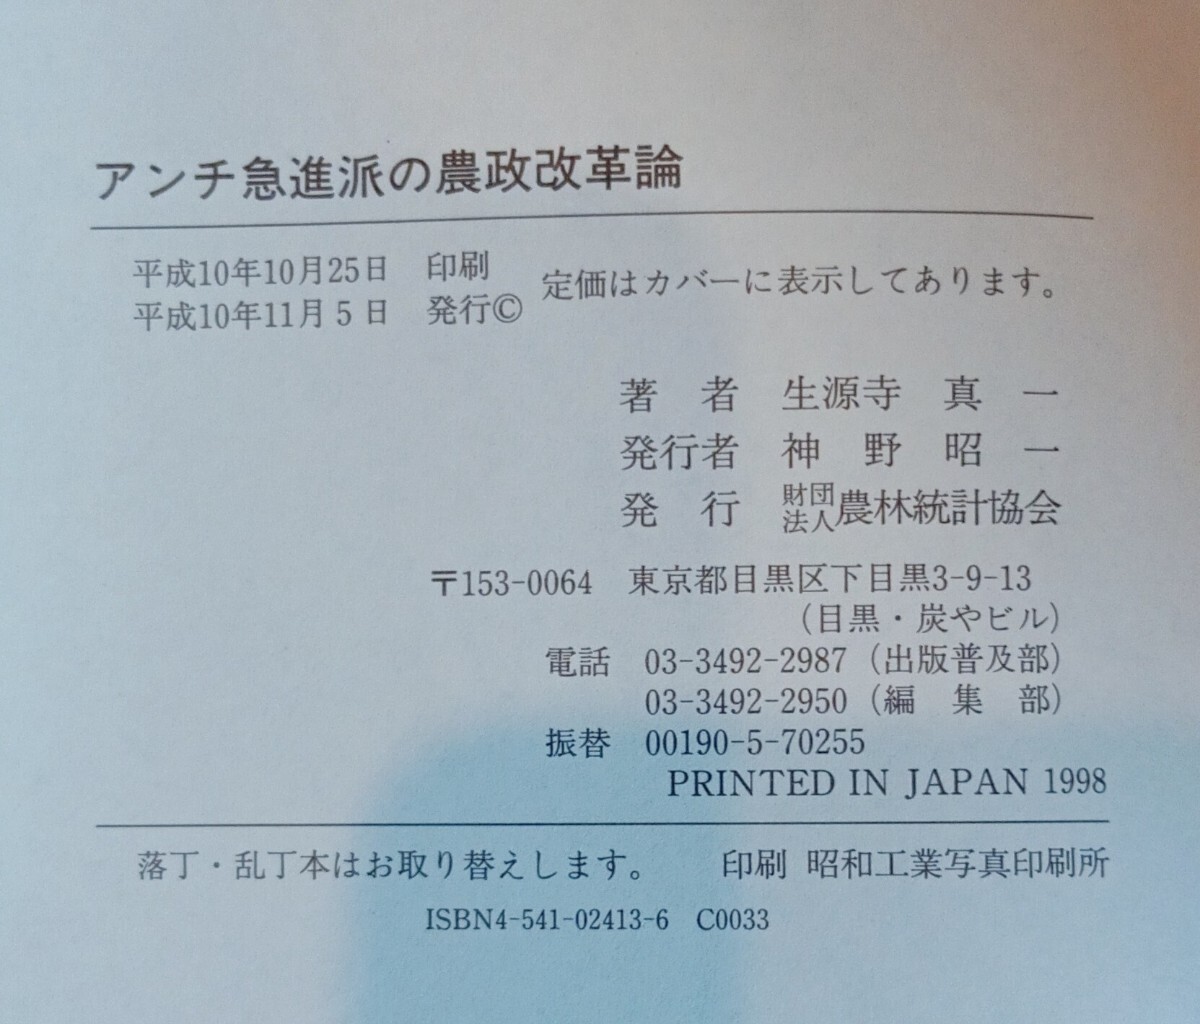 アンチ急進派の農政改革論
平成10年10月25日 印刷
平成10年11月5日 発行© 定価はカバーに表示してあります。
著者 生源寺真一
発行者 神野昭一
発行 財団法人農林統計協会
〒153-0064 東京都目黒区下目黒3-9-13
(目黒・炭やビル)
電話 03-3492-2987(出版普及部)
03-3492-2950(編集部)
振替 00190-5-70255
PRINTED IN JAPAN 1998
落丁・乱丁本はお取り替えします。 印刷 昭和工業写真印刷所
ISBN4-541-02413-6 C0033